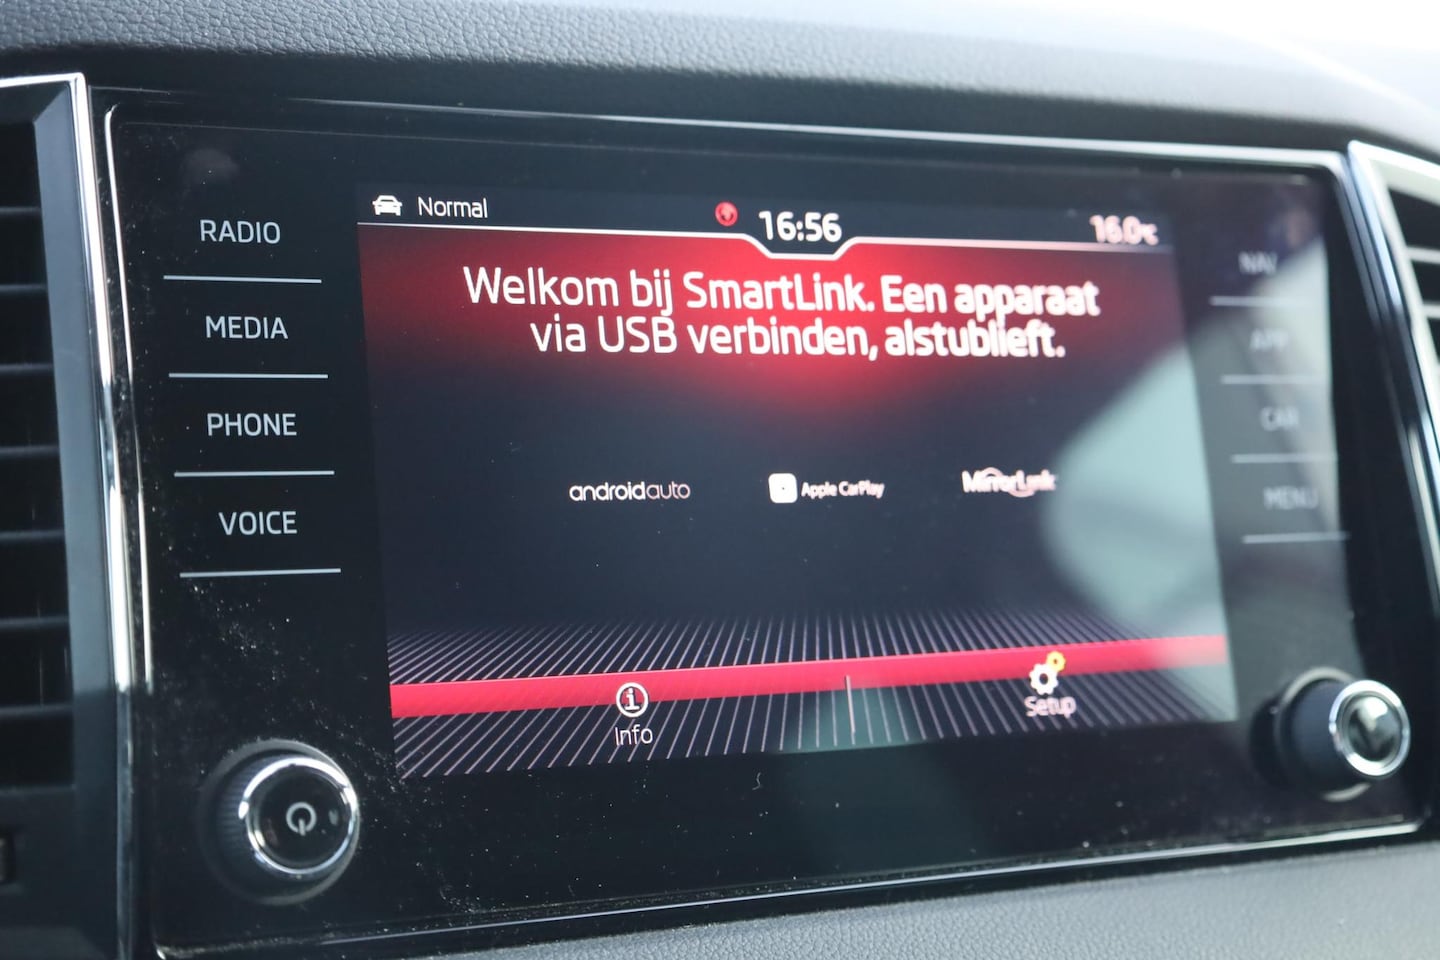 Normal
16:56
16.0°C
RADIO
MEDIA
PHONE
VOICE
Welkom bij SmartLink. Een apparaat
via USB verbinden, alstublieft.
androidauto
Apple CarPlay
MirrorLink
NAV
APP
CAR
MENU
Info
Setup